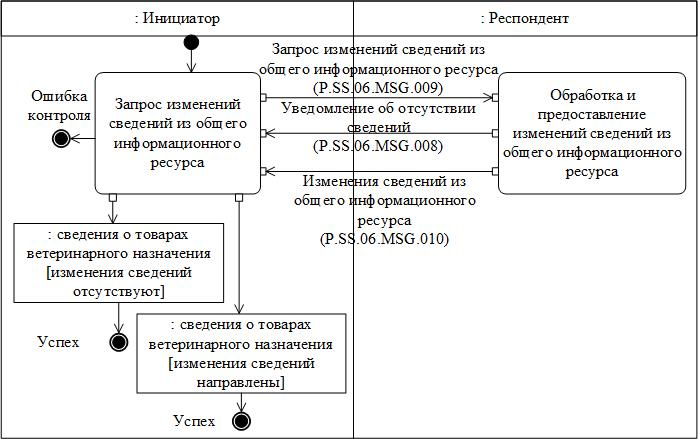 : Инициатор
: Респондент
Запрос изменений сведений из
общего информационного ресурса
(P.SS.06.MSG.009)
Уведомление об отсутствии
сведений
(P.SS.06.MSG.008)
Изменения сведений из
общего информационного
ресурса
(P.SS.06.MSG.010)
Ошибка
контроля
Запрос изменений
сведений из общего
информационного
ресурса
Обработка и
предоставление
изменений сведений из
общего информационного
ресурса
: сведения о товарах
ветеринарного назначения
[изменения сведений
отсутствуют]
Успех
: сведения о товарах
ветеринарного назначения
[изменения сведений
направлены]
Успех